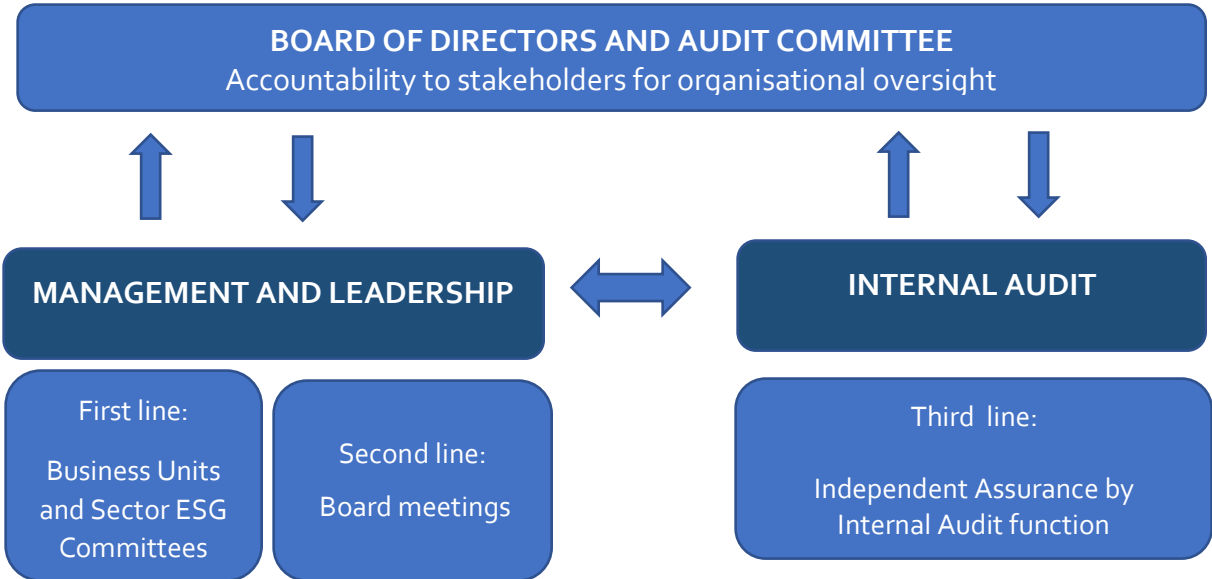 BOARD OF DIRECTORS AND AUDIT COMMITTEE
Accountability to stakeholders for organisational oversight
MANAGEMENT AND LEADERSHIP
INTERNAL AUDIT
First line:
Business Units
and Sector ESG
Committees
Second line:
Board meetings
Third line:
Independent Assurance by
Internal Audit function